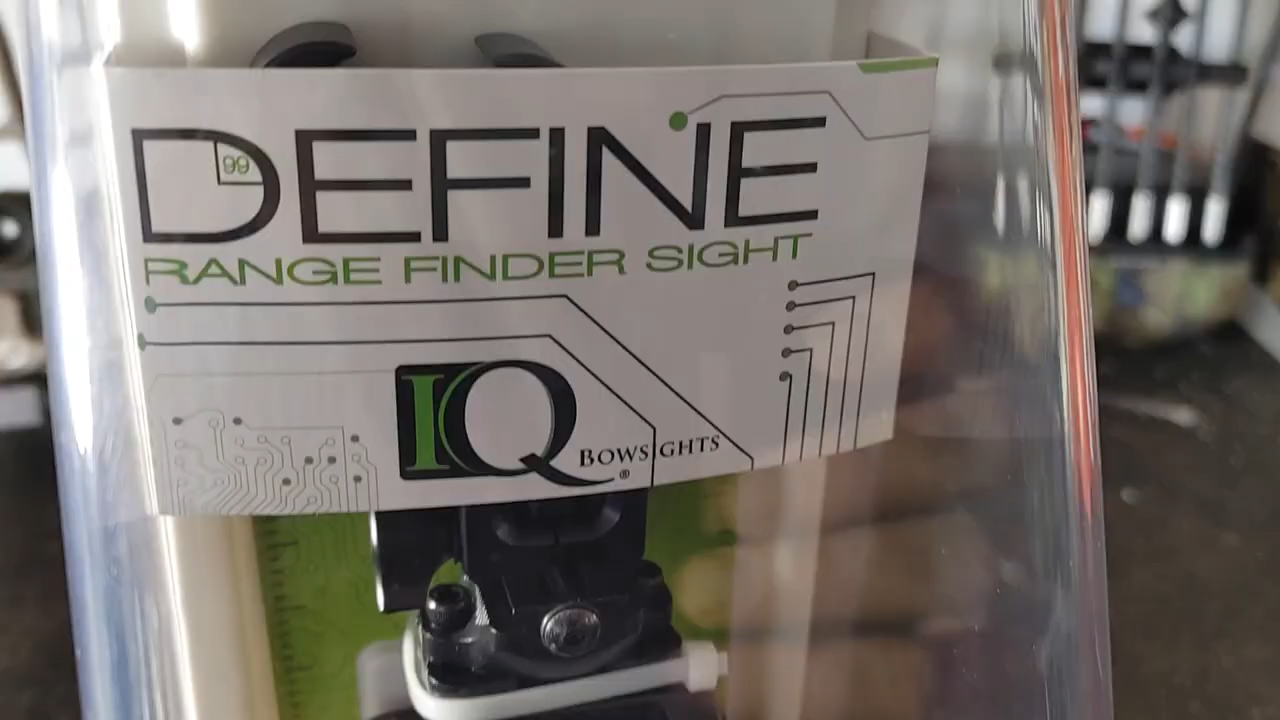 DEFINE
99
RANGE FINDER SIGHT
IQ BOWSIGHTS
®